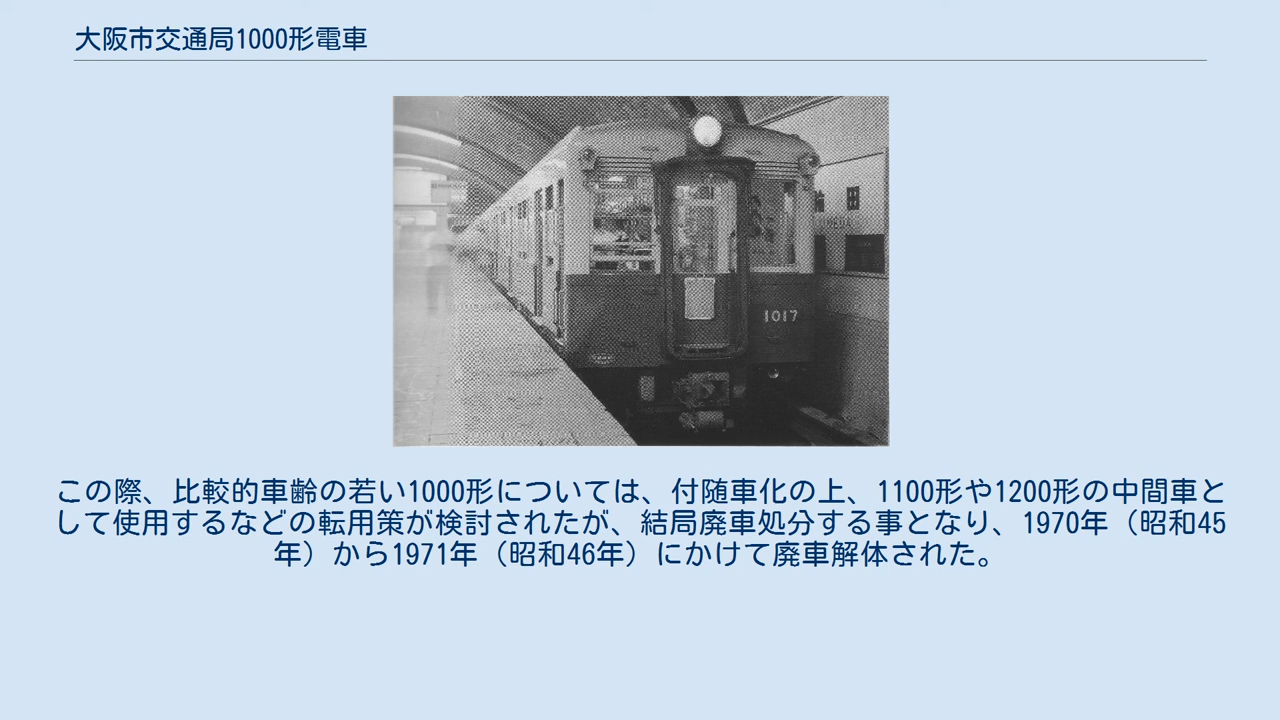 大阪市交通局1000形電車
1017
この際、比較的車齢の若い1000形については、付随車化の上、1100形や1200形の中間車と
して使用するなどの転用策が検討されたが、結局廃車処分する事となり、1970年（昭和45
年）から1971年（昭和46年）にかけて廃車解体された。